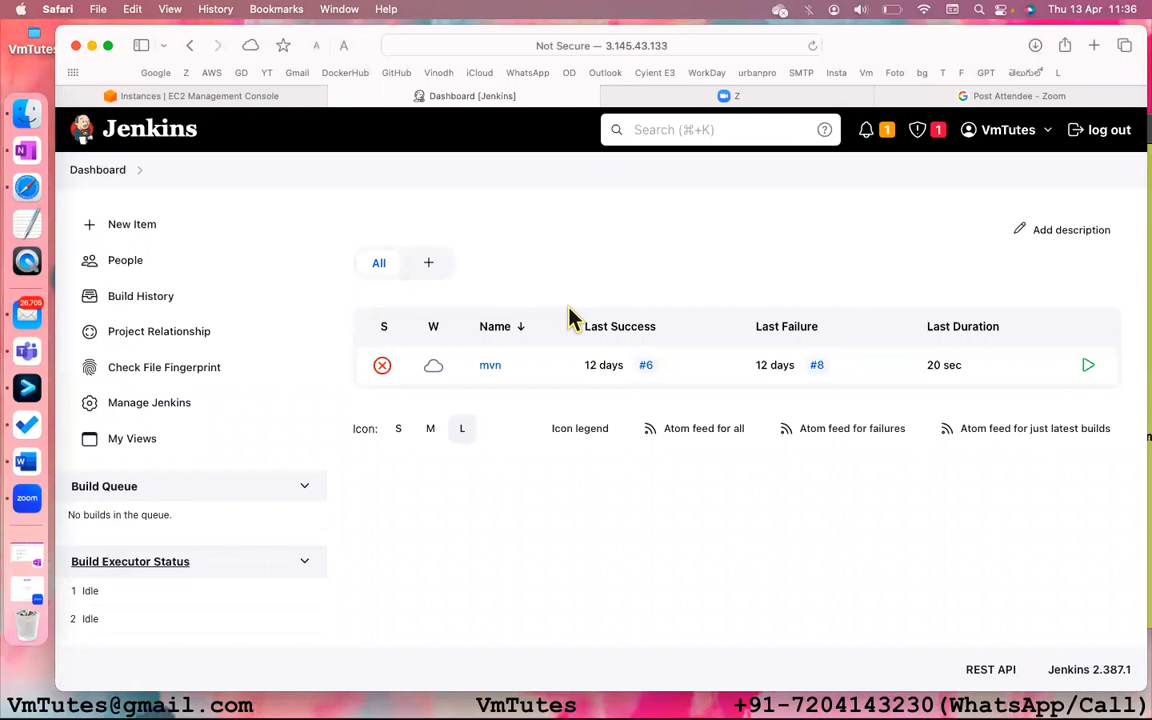 Safari File Edit View History Bookmarks Window Help Thu 13 Apr 11:36
VmTutes
Not Secure — 3.145.43.133
Google Z AWS GD YT Gmail DockerHub GitHub Vinodh iCloud WhatsApp OD Outlook Cyient E3 WorkDay urbanpro SMTP Insta Vm Foto bg T F GPT తెలుగులో L
Instances | EC2 Management Console Dashboard [Jenkins] Z Post Attendee - Zoom
Jenkins Search (⌘+K) ? 1 1 VmTutes log out
Dashboard
New Item
Add description
People
All +
Build History
S W Name ↓ Last Success Last Failure Last Duration
Project Relationship
mvn 12 days #6 12 days #8 20 sec
Check File Fingerprint
Manage Jenkins
Icon: S M L Icon legend Atom feed for all Atom feed for failures Atom feed for just latest builds
My Views
Build Queue
No builds in the queue.
Build Executor Status
1 Idle
2 Idle
26,705
zoom
REST API Jenkins 2.387.1
VmTutes@gmail.com VmTutes +91-7204143230(WhatsApp/Call)